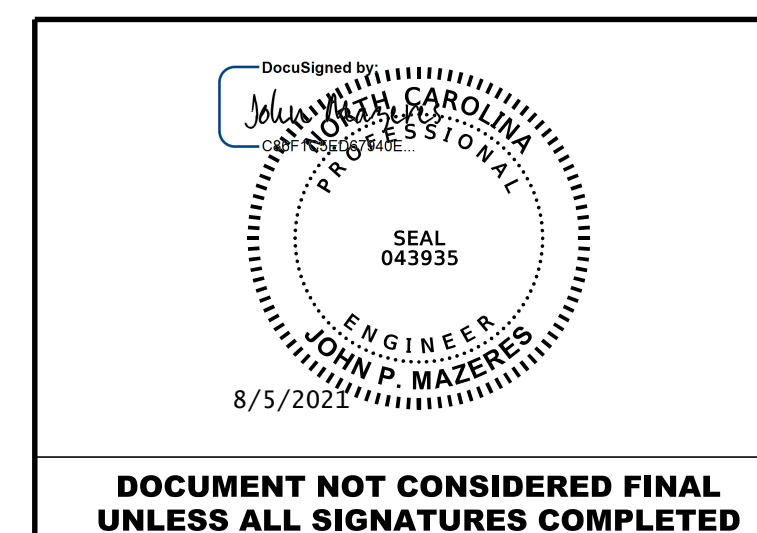 DocuSigned by:
John Mazeres
C86F1C5ED67940E...
NORTH CAROLINA
PROFESSIONAL
SEAL
043935
ENGINEER
JOHN P. MAZERES
8/5/2021
DOCUMENT NOT CONSIDERED FINAL
UNLESS ALL SIGNATURES COMPLETED